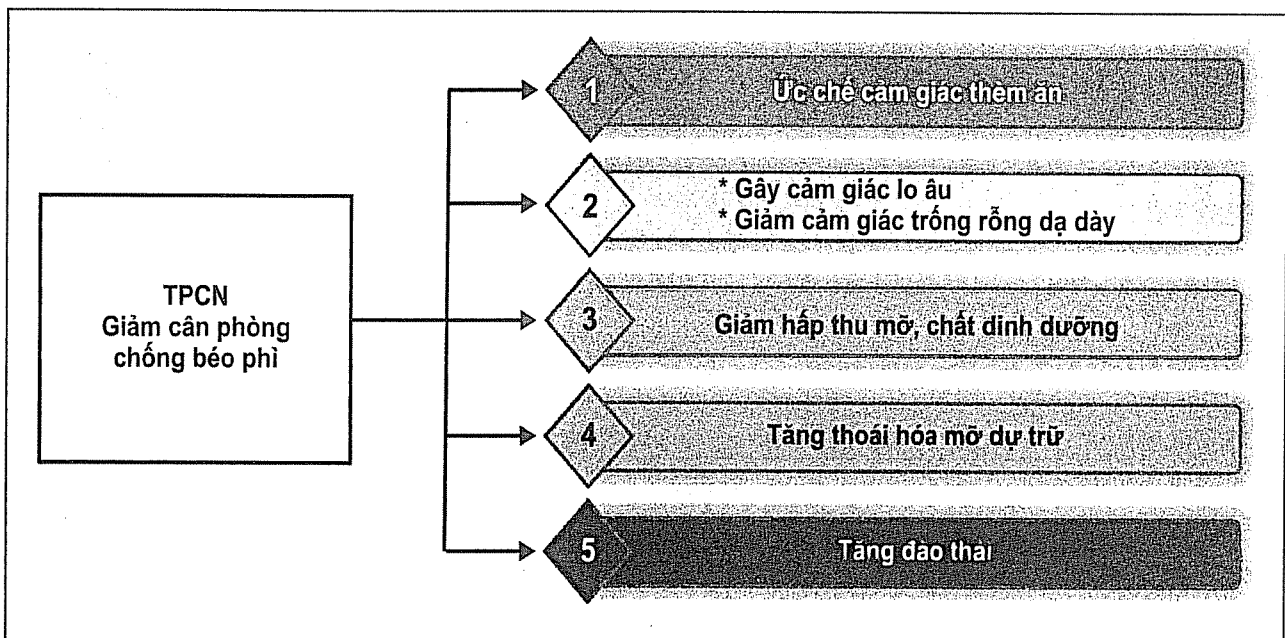 TPCN
Giảm cân phòng
chống béo phì
1
Ức chế cảm giác thèm ăn
2
* Gây cảm giác lo âu
* Giảm cảm giác trống rỗng dạ dày
3
Giảm hấp thu mỡ, chất dinh dưỡng
4
Tăng thoái hóa mỡ dự trữ
5
Tăng đào thải